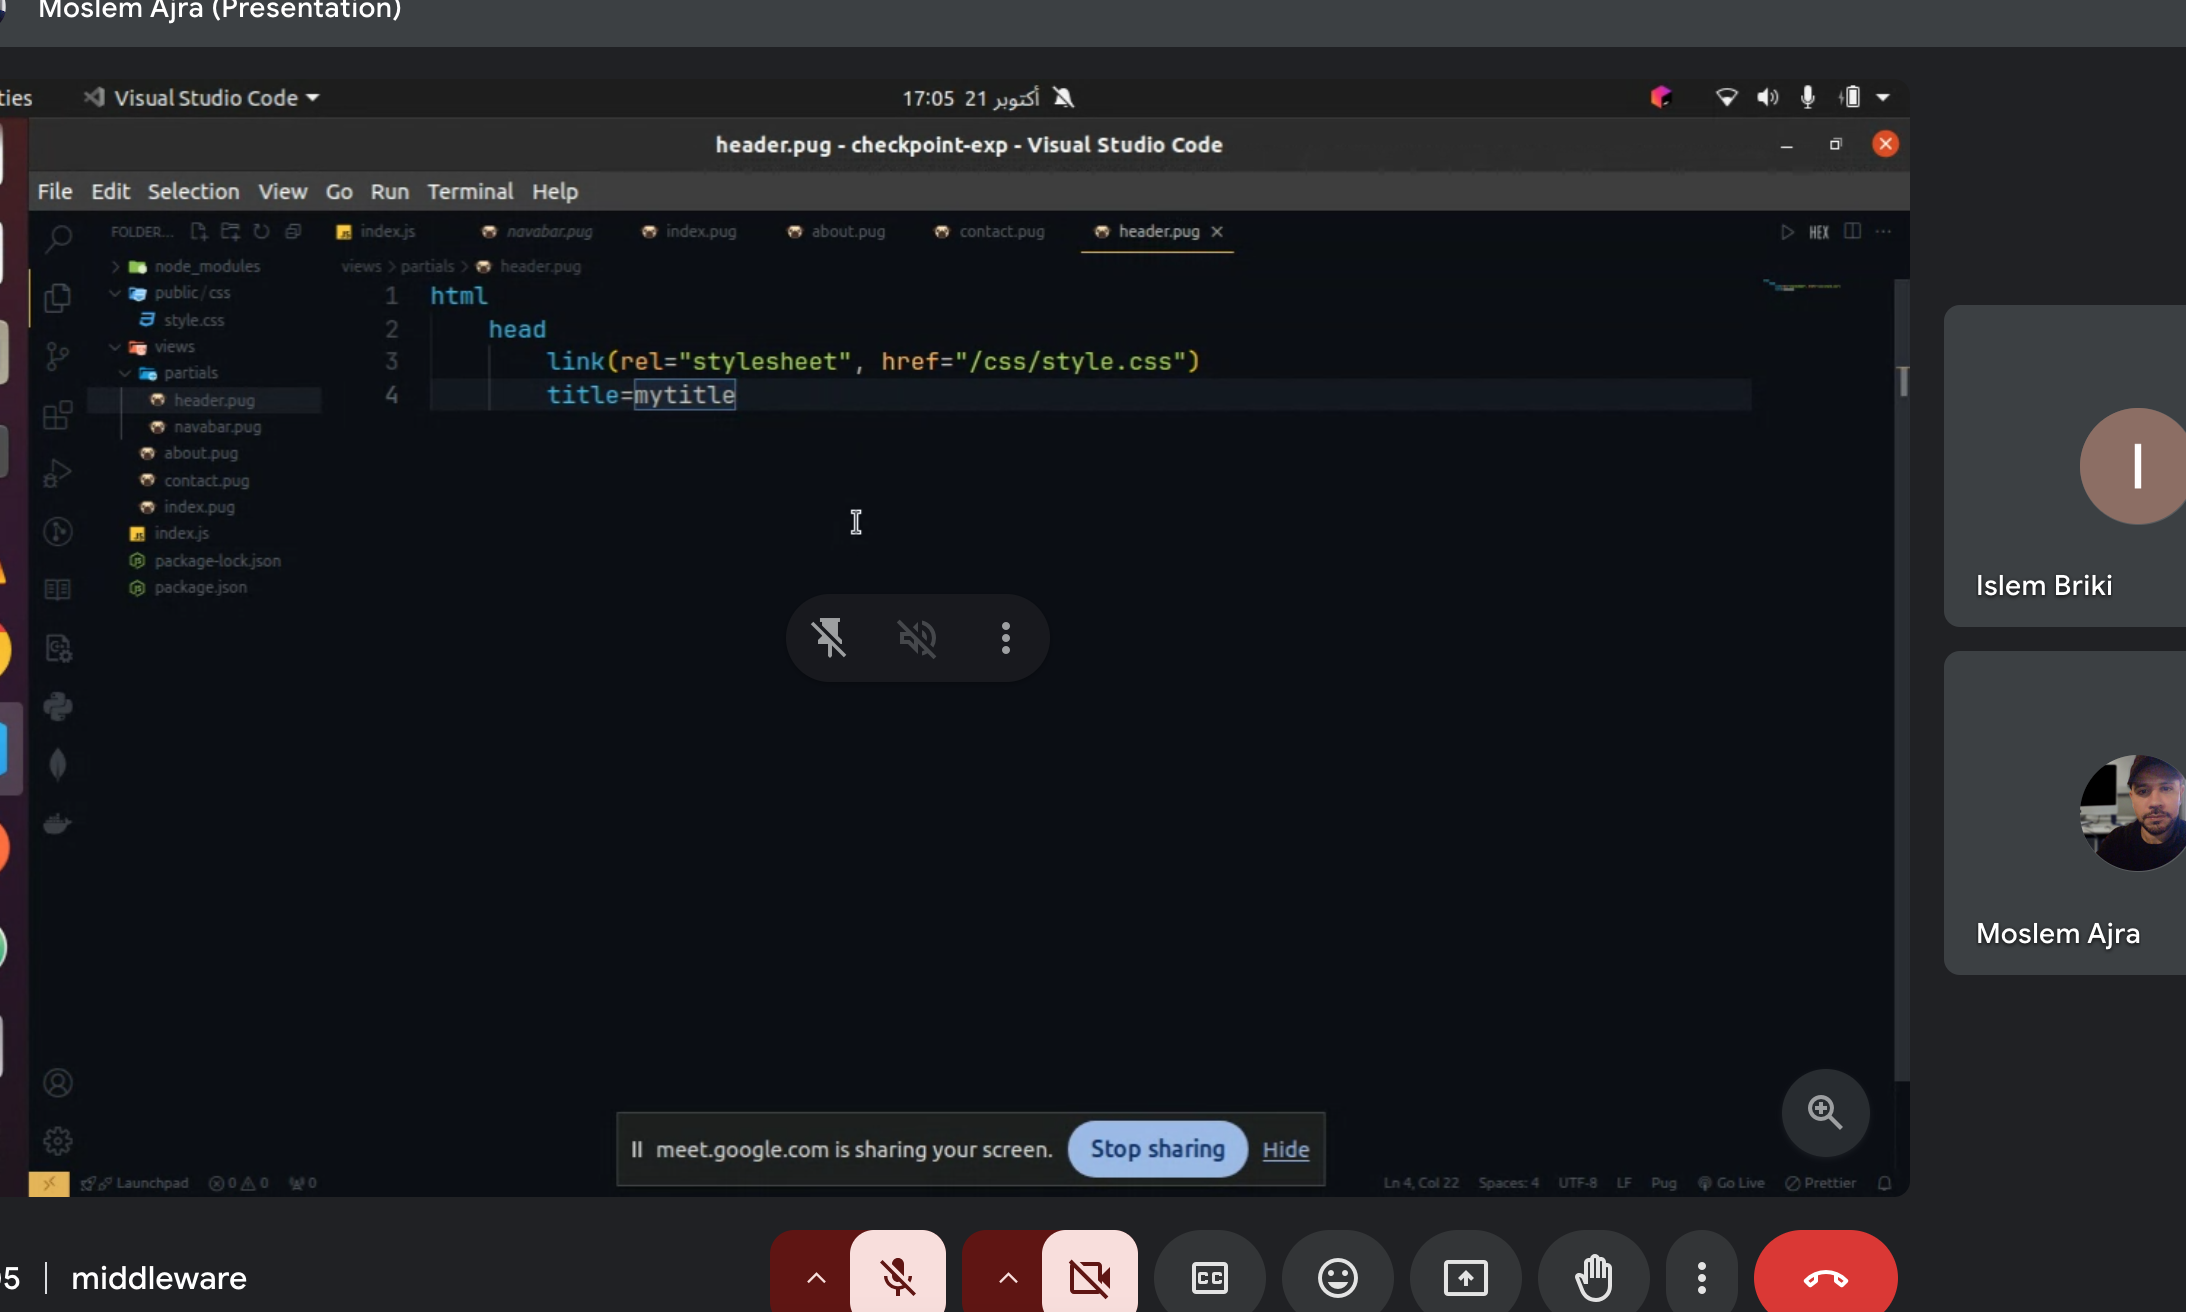 Moslem Ajra (Presentation)
Visual Studio Code
17:05 21 أكتوبر
header.pug - checkpoint-exp - Visual Studio Code
File Edit Selection View Go Run Terminal Help
FOLDER...
index.js navabar.pug index.pug about.pug contact.pug header.pug
HEX
views > partials > header.pug
node_modules
public/css
style.css
views
partials
header.pug
navabar.pug
about.pug
contact.pug
index.pug
index.js
package-lock.json
package.json
1 html
2 head
3 link(rel="stylesheet", href="/css/style.css")
4 title=mytitle
I
Islem Briki
Moslem Ajra
meet.google.com is sharing your screen. Stop sharing Hide
Launchpad 0 0 0
Ln 4, Col 22 Spaces: 4 UTF-8 LF Pug Go Live Prettier
middleware
CC